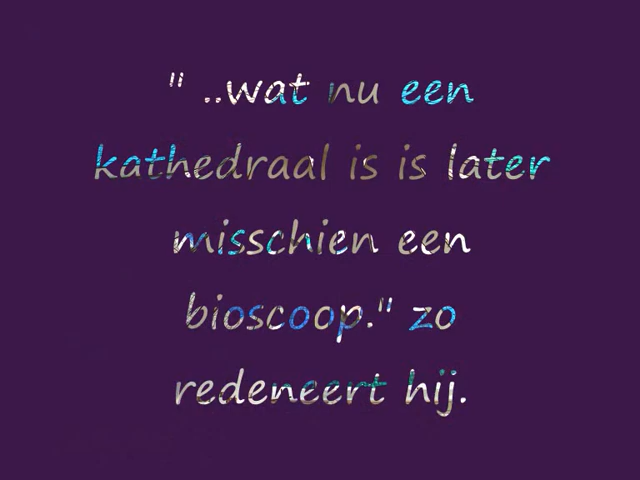 " ..wat nu een
kathedraal is is later
misschien een
bioscoop." zo
redeneert hij.